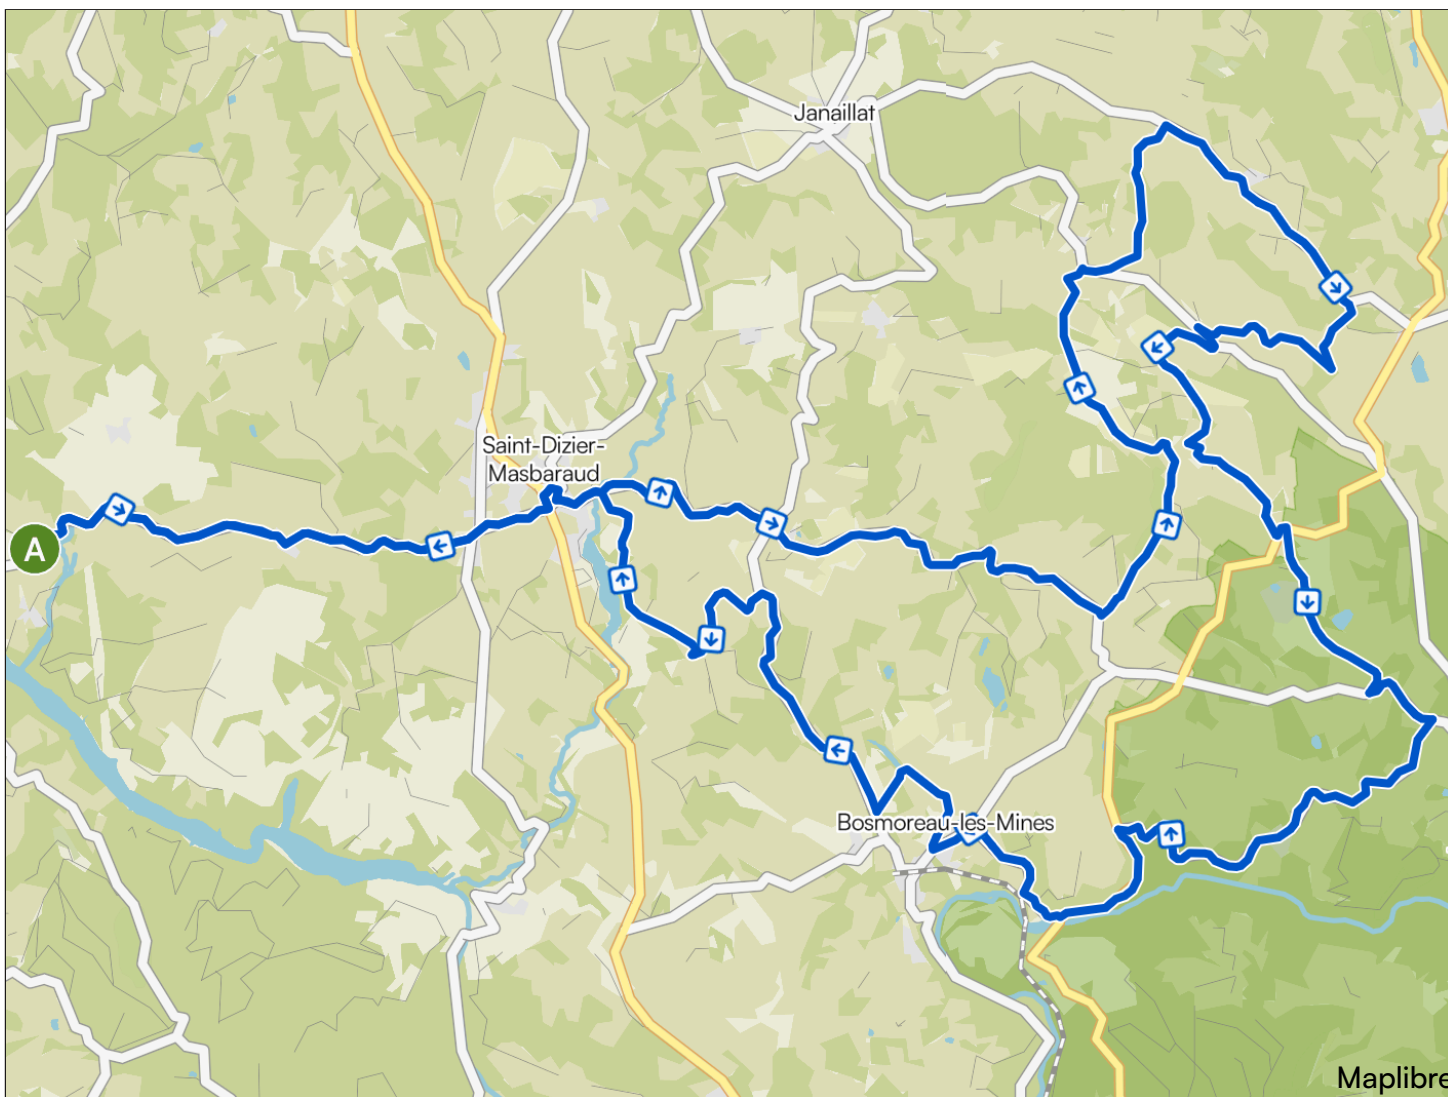 Janaillat
Saint-Dizier-
Masbaraud
A
Bosmoreau-les-Mines
Maplibre